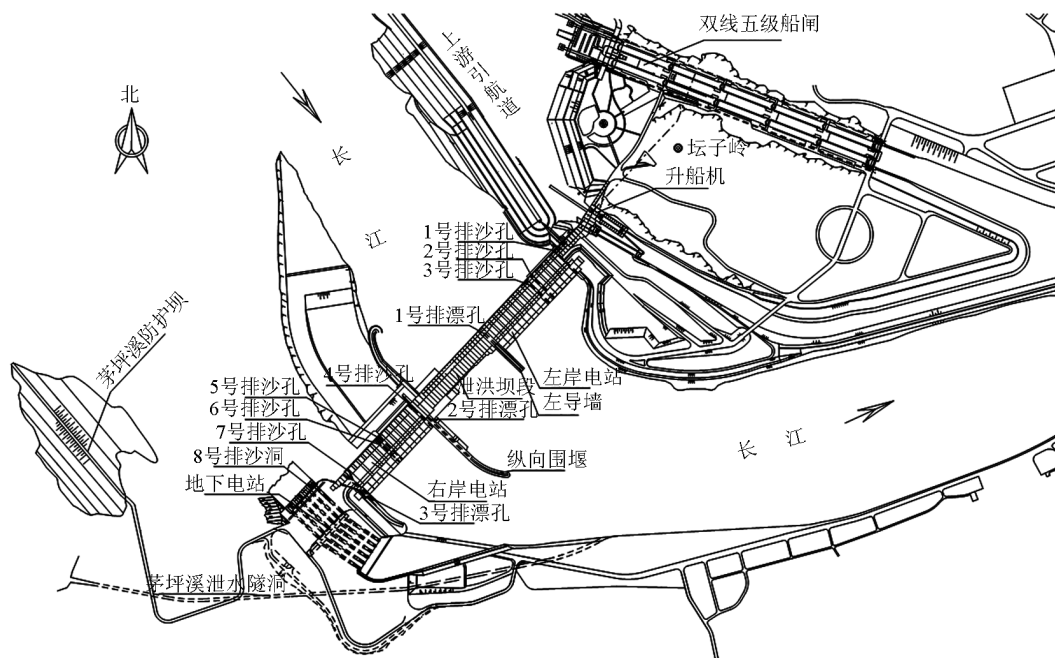 双线五级船闸
上游引航道
北
长江
坛子岭
升船机
1号排沙孔
2号排沙孔
3号排沙孔
1号排漂孔
茅坪溪防护坝
4号排沙孔
泄洪坝段
左岸电站
5号排沙孔
6号排沙孔
2号排漂孔
左导墙
7号排沙孔
8号排沙洞
纵向围堰
长江
地下电站
右岸电站
3号排漂孔
茅坪溪泄水隧洞